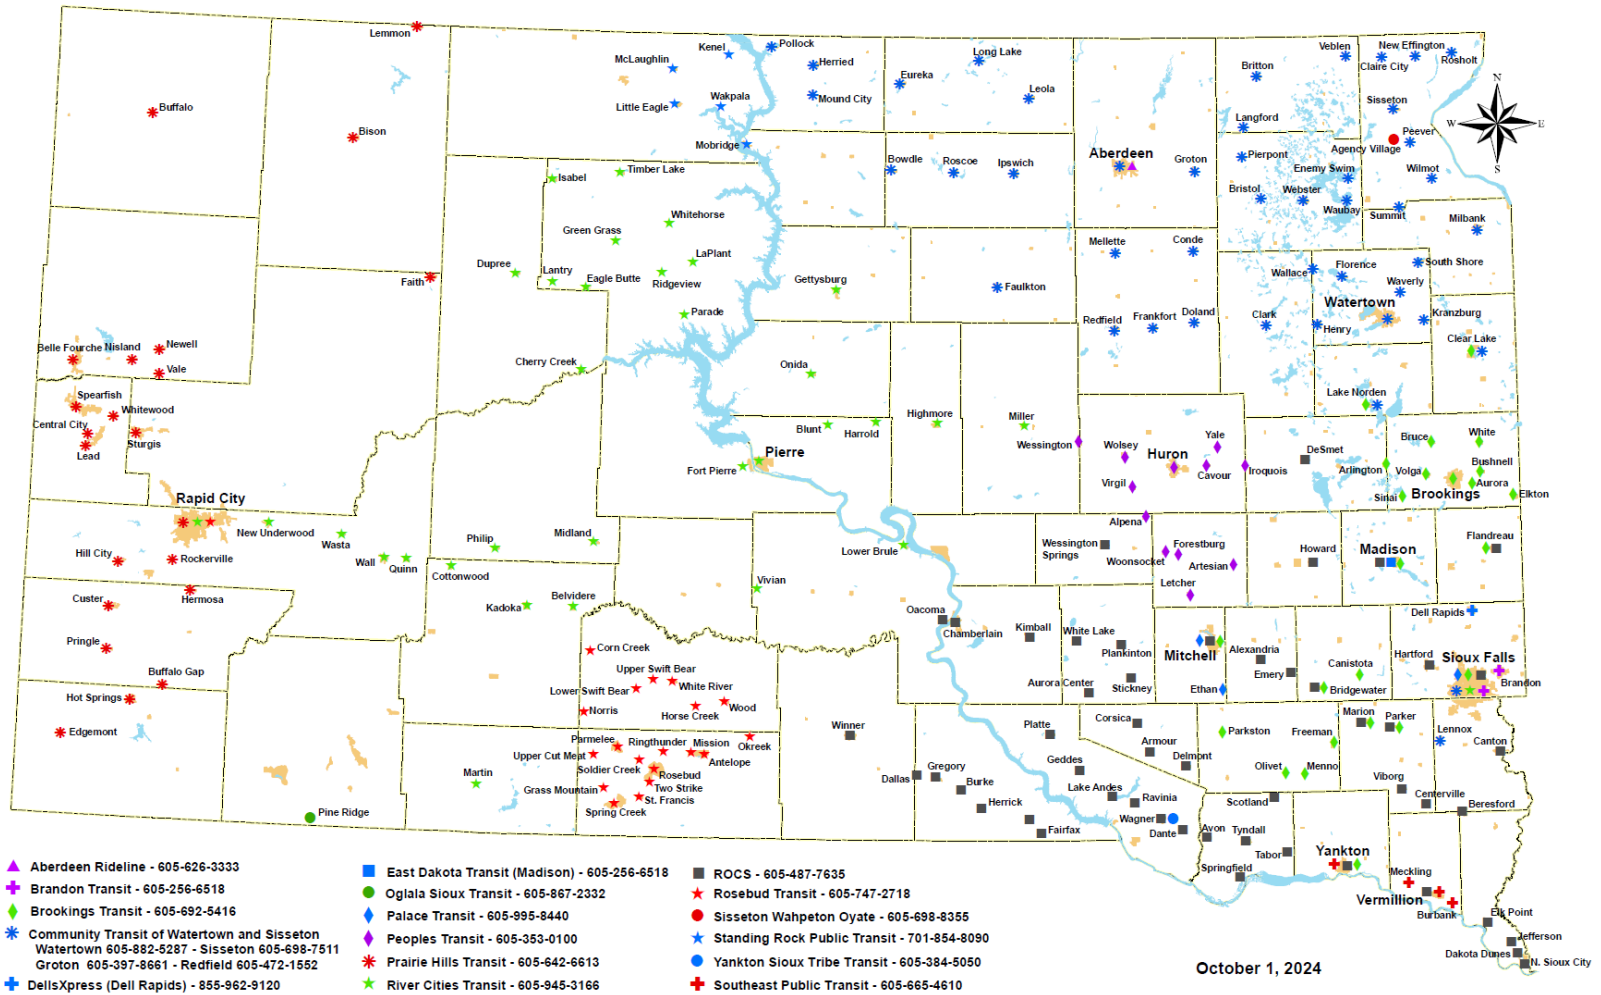 Lemmon
Kenel
Pollock
McLaughlin
Herried
Long Lake
Veblen
New Effington
Claire City
Rosholt
Britton
Eureka
N
Little Eagle
Wakpala
Mound City
Leola
Sisseton
Buffalo
Langford
W
E
Bison
Peever
Mobridge
Agency Village
S
Aberdeen
Pierpont
Bowdle
Roscoe
Ipswich
Groton
Enemy Swim
Wilmot
Isabel
Timber Lake
Bristol
Webster
Waubay
Summit
Whitehorse
Milbank
Green Grass
Mellette
Conde
LaPlant
Dupree
Lantry
Eagle Butte
Ridgeview
Gettysburg
Faulkton
Wallace
Florence
South Shore
Waverly
Faith
Watertown
Parade
Redfield
Frankfort
Doland
Clark
Henry
Kranzburg
Belle Fourche
Nisland
Newell
Clear Lake
Vale
Cherry Creek
Onida
Spearfish
Whitewood
Lake Norden
Central City
Sturgis
Lead
Blunt
Harrold
Highmore
Miller
Wessington
Wolsey
Yale
Bruce
White
Pierre
Huron
DeSmet
Fort Pierre
Cavour
Iroquois
Arlington
Volga
Bushnell
Virgil
Aurora
Sinai
Brookings
Elkton
Rapid City
Alpena
New Underwood
Wasta
Philip
Midland
Lower Brule
Wessington
Springs
Woonsocket
Forestburg
Howard
Madison
Flandreau
Hill City
Rockerville
Wall
Quinn
Cottonwood
Artesian
Vivian
Letcher
Custer
Hermosa
Kadoka
Belvidere
Oacoma
Chamberlain
Kimball
White Lake
Dell Rapids
Pringle
Corn Creek
Plankinton
Mitchell
Alexandria
Hartford
Sioux Falls
Buffalo Gap
Upper Swift Bear
Emery
Canistota
Brandon
Hot Springs
Lower Swift Bear
White River
Aurora Center
Stickney
Ethan
Bridgewater
Norris
Horse Creek
Wood
Edgemont
Winner
Platte
Corsica
Parkston
Freeman
Marion
Parker
Lennox
Parmelee
Ringthunder
Mission
Okreek
Armour
Canton
Upper Cut Meat
Antelope
Geddes
Delmont
Soldier Creek
Rosebud
Olivet
Menno
Martin
Grass Mountain
Two Strike
St. Francis
Spring Creek
Dallas
Gregory
Burke
Herrick
Lake Andes
Ravinia
Viborg
Centerville
Scotland
Beresford
Pine Ridge
Fairfax
Wagner
Dante
Avon
Tyndall
Tabor
Yankton
Springfield
Meckling
Vermillion
Burbank
Elk Point
Jefferson
Dakota Dunes
N. Sioux City
October 1, 2024
Aberdeen Rideline - 605-626-3333
Brandon Transit - 605-256-6518
Brookings Transit - 605-692-5416
Community Transit of Watertown and Sisseton
Watertown 605-882-5287 - Sisseton 605-698-7511
Groton 605-397-8661 - Redfield 605-472-1552
DellsXpress (Dell Rapids) - 855-962-9120
East Dakota Transit (Madison) - 605-256-6518
Oglala Sioux Transit - 605-867-2332
Palace Transit - 605-995-8440
Peoples Transit - 605-353-0100
Prairie Hills Transit - 605-642-6613
River Cities Transit - 605-945-3166
ROCS - 605-487-7635
Rosebud Transit - 605-747-2718
Sisseton Wahpeton Oyate - 605-698-8355
Standing Rock Public Transit - 701-854-8090
Yankton Sioux Tribe Transit - 605-384-5050
Southeast Public Transit - 605-665-4610